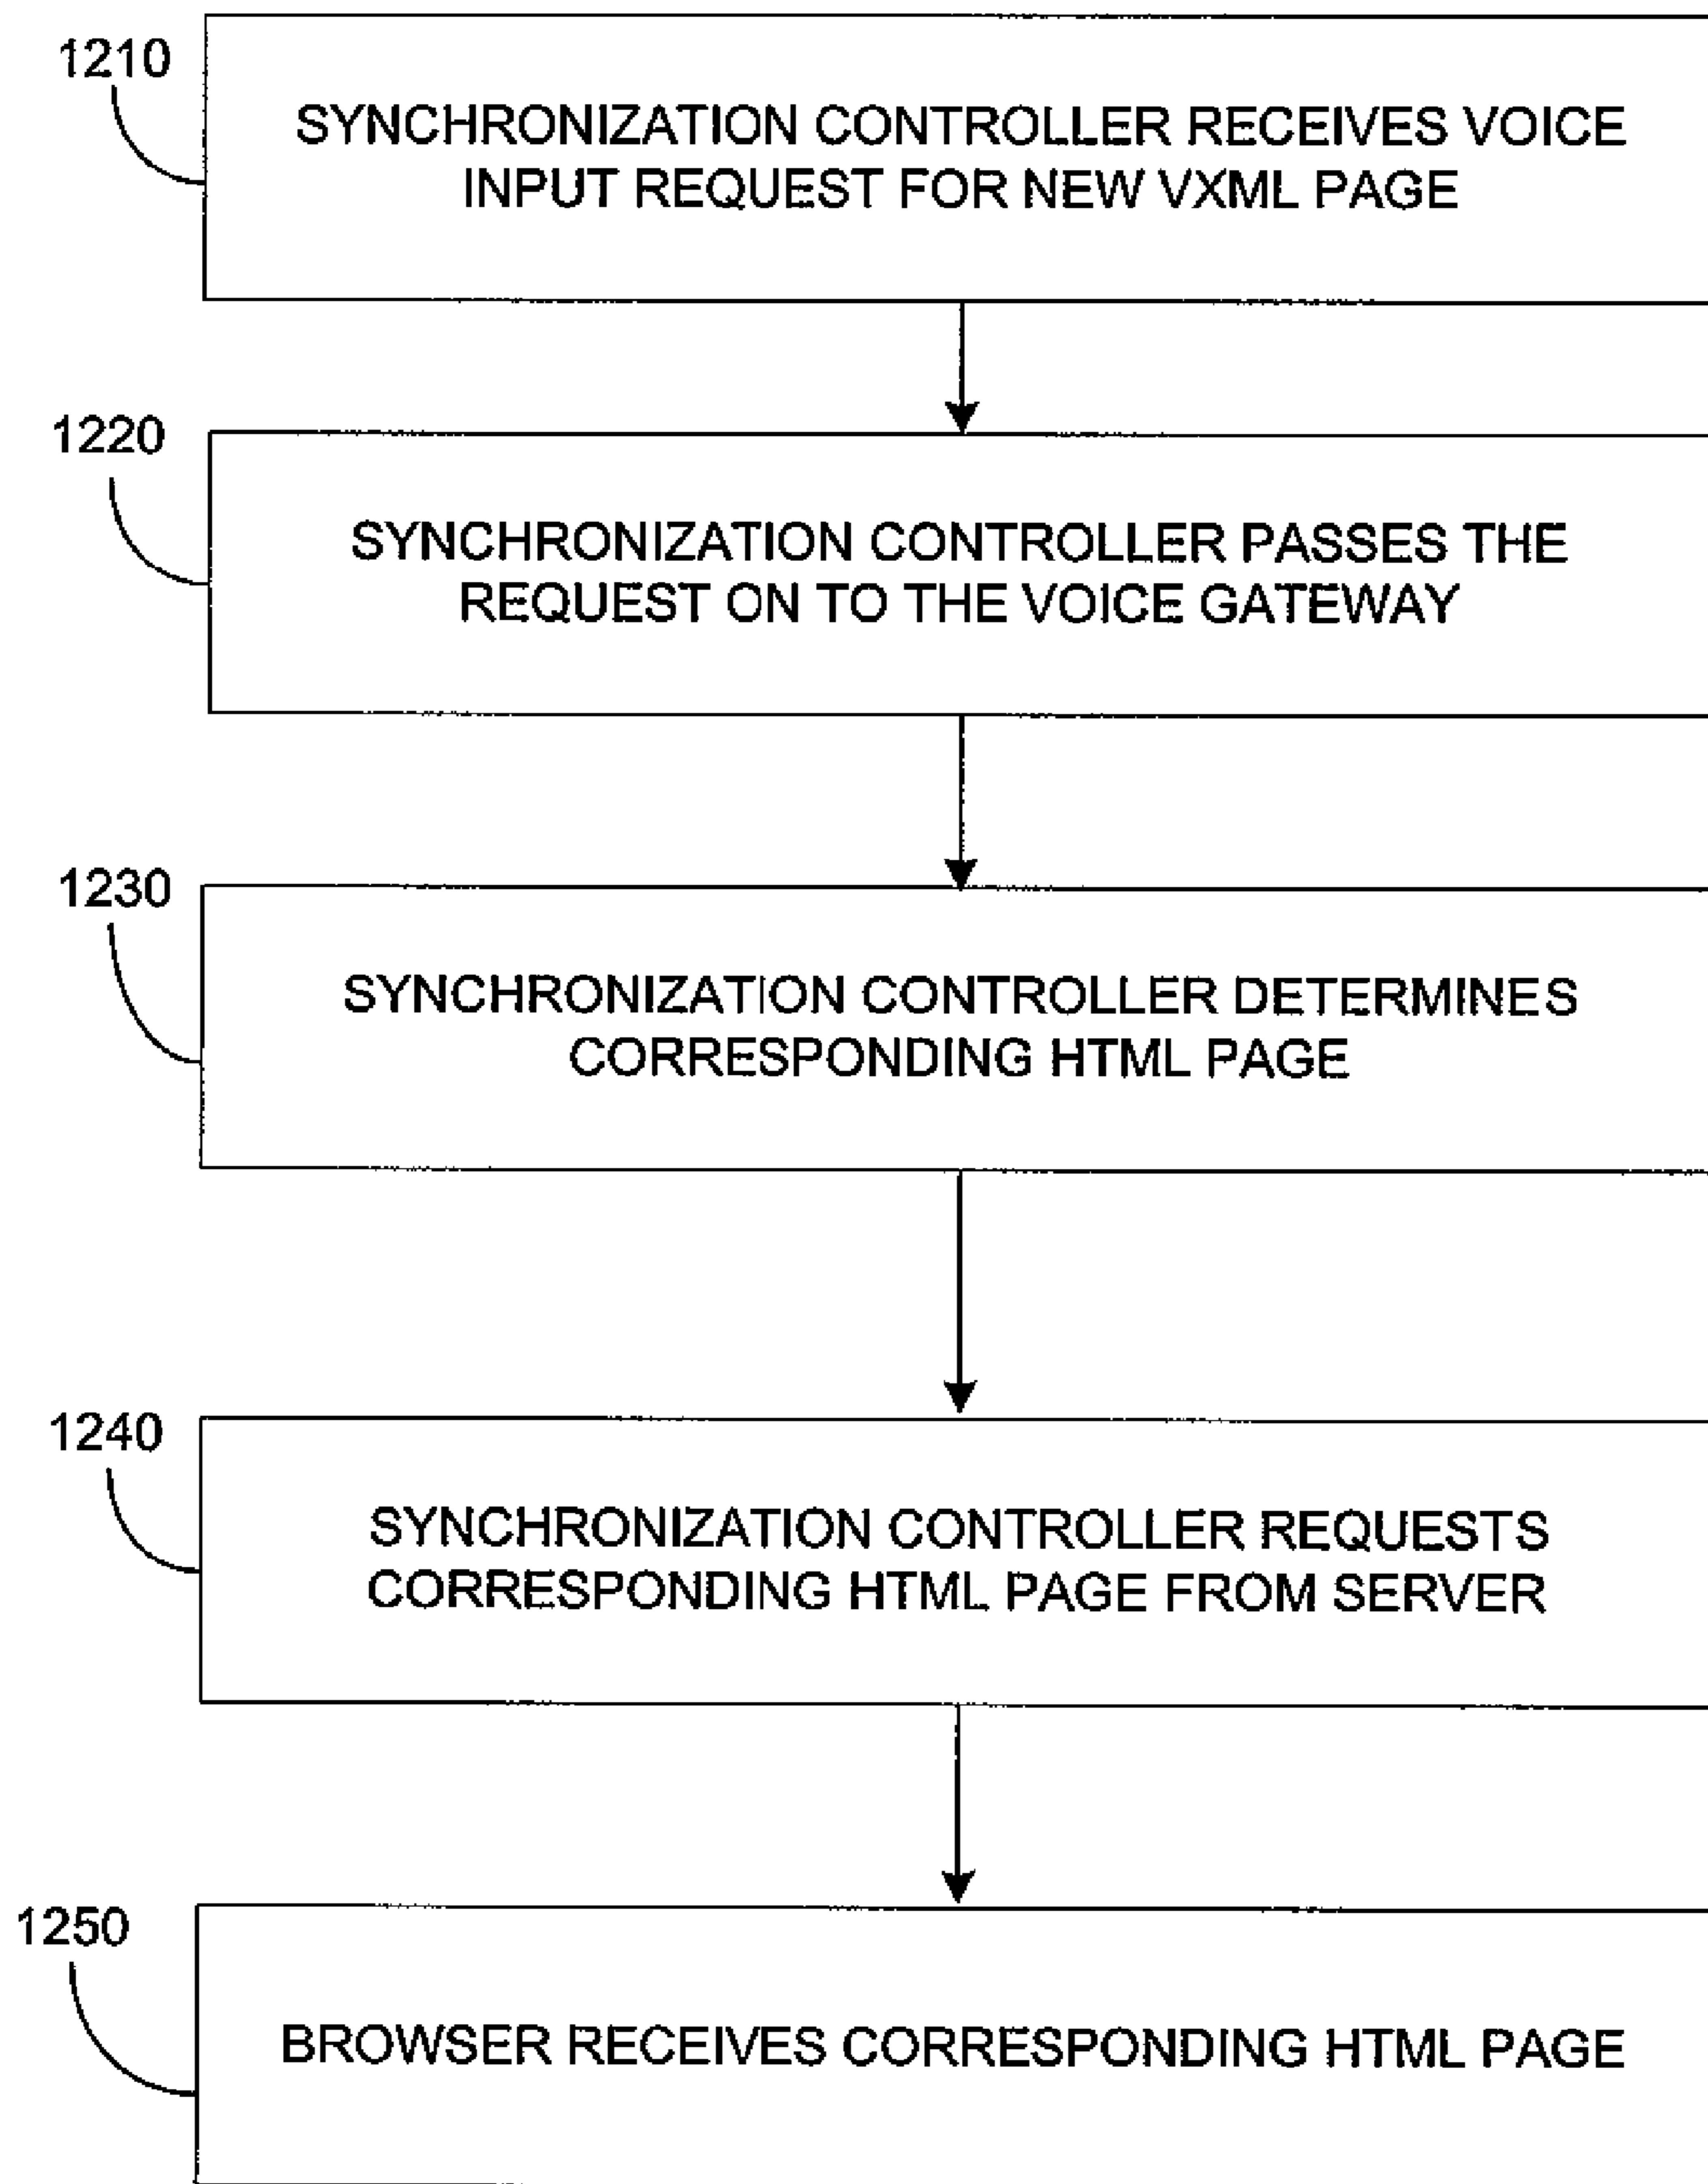 1210
SYNCHRONIZATION CONTROLLER RECEIVES VOICE
INPUT REQUEST FOR NEW VXML PAGE
1220
SYNCHRONIZATION CONTROLLER PASSES THE
REQUEST ON TO THE VOICE GATEWAY
1230
SYNCHRONIZATION CONTROLLER DETERMINES
CORRESPONDING HTML PAGE
1240
SYNCHRONIZATION CONTROLLER REQUESTS
CORRESPONDING HTML PAGE FROM SERVER
1250
BROWSER RECEIVES CORRESPONDING HTML PAGE